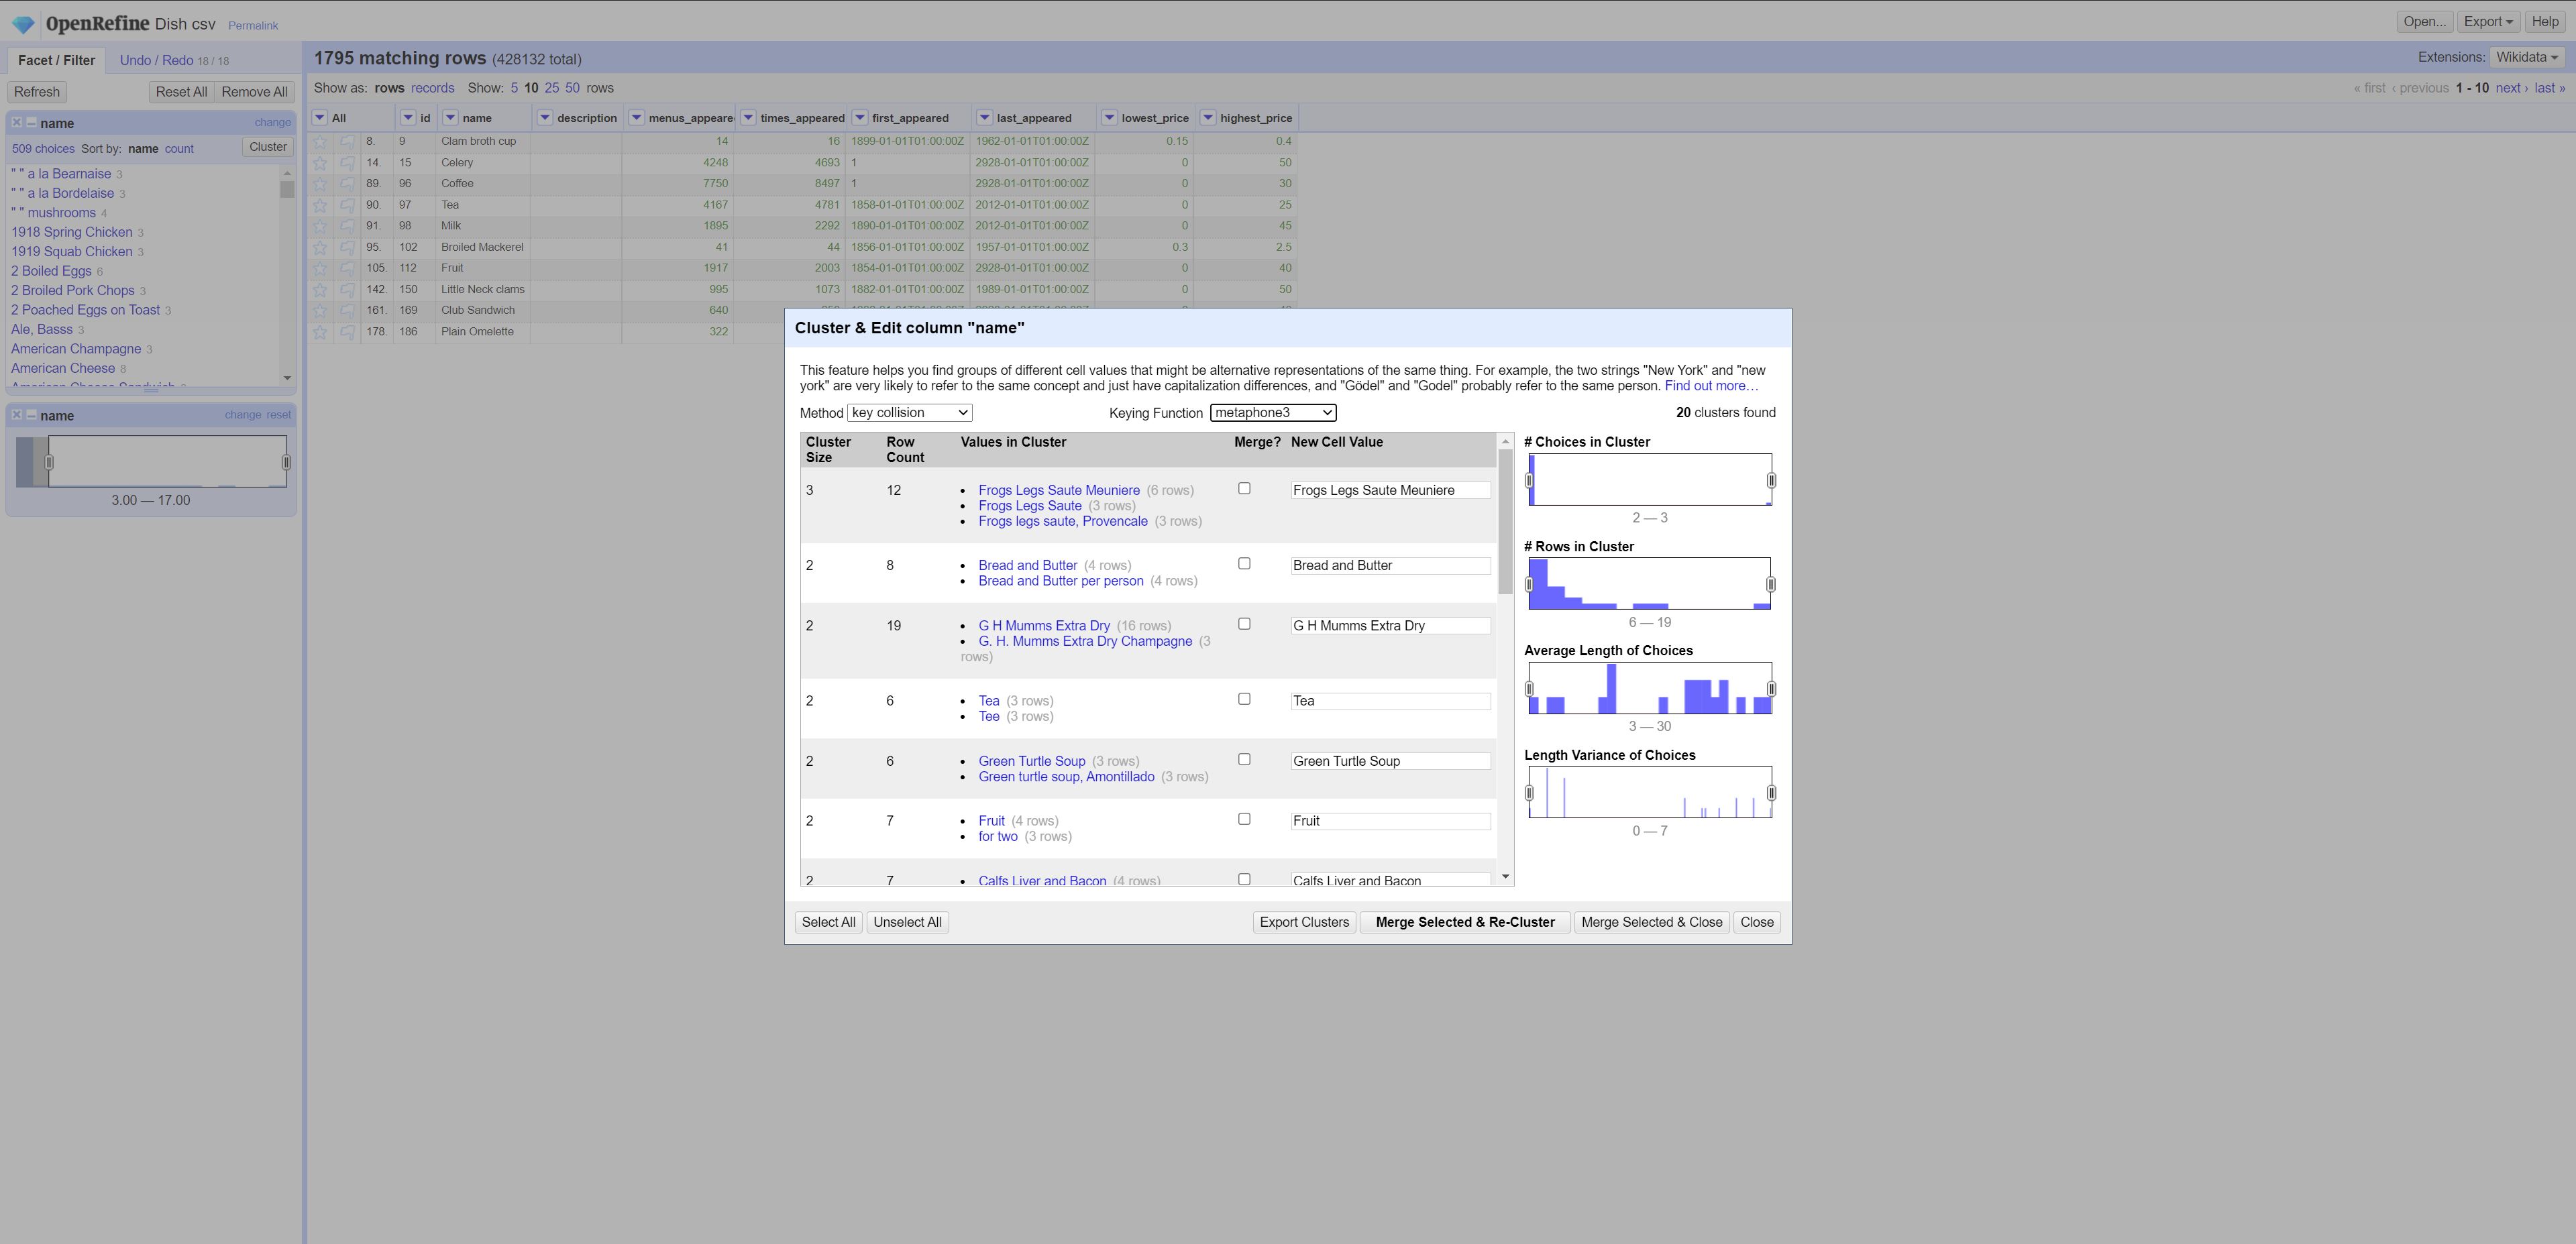 OpenRefine Dish csv Permalink
Open... Export Help
Facet / Filter Undo / Redo 18 / 18
1795 matching rows (428132 total)
Extensions: Wikidata
Refresh Reset All Remove All
Show as: rows records Show: 5 10 25 50 rows
« first ‹ previous 1 - 10 next › last »
name change
509 choices Sort by: name count Cluster
" " a la Bearnaise 3
" " a la Bordelaise 3
" " mushrooms 4
1918 Spring Chicken 3
1919 Squab Chicken 3
2 Boiled Eggs 6
2 Broiled Pork Chops 3
2 Poached Eggs on Toast 3
Ale, Basss 3
American Champagne 3
American Cheese 8
American Cheese Sandwich
name change reset
3.00 — 17.00
All id name description menus_appeare times_appeared first_appeared last_appeared lowest_price highest_price
8. 9 Clam broth cup 14 16 1899-01-01T01:00:00Z 1962-01-01T01:00:00Z 0.15 0.4
14. 15 Celery 4248 4693 1 2928-01-01T01:00:00Z 0 50
89. 96 Coffee 7750 8497 1 2928-01-01T01:00:00Z 0 30
90. 97 Tea 4167 4781 1858-01-01T01:00:00Z 2012-01-01T01:00:00Z 0 25
91. 98 Milk 1895 2292 1890-01-01T01:00:00Z 2012-01-01T01:00:00Z 0 45
95. 102 Broiled Mackerel 41 44 1856-01-01T01:00:00Z 1957-01-01T01:00:00Z 0.3 2.5
105. 112 Fruit 1917 2003 1854-01-01T01:00:00Z 2928-01-01T01:00:00Z 0 40
142. 150 Little Neck clams 995 1073 1882-01-01T01:00:00Z 1989-01-01T01:00:00Z 0 50
161. 169 Club Sandwich 640
178. 186 Plain Omelette 322
Cluster & Edit column "name"
This feature helps you find groups of different cell values that might be alternative representations of the same thing. For example, the two strings "New York" and "new
york" are very likely to refer to the same concept and just have capitalization differences, and "Gödel" and "Godel" probably refer to the same person. Find out more…
Method key collision Keying Function metaphone3 20 clusters found
Cluster Size Row Count Values in Cluster Merge? New Cell Value
3 12 Frogs Legs Saute Meuniere (6 rows) Frogs Legs Saute Meuniere
Frogs Legs Saute (3 rows)
Frogs legs saute, Provencale (3 rows)
2 8 Bread and Butter (4 rows) Bread and Butter
Bread and Butter per person (4 rows)
2 19 G H Mumms Extra Dry (16 rows) G H Mumms Extra Dry
G. H. Mumms Extra Dry Champagne (3
rows)
2 6 Tea (3 rows) Tea
Tee (3 rows)
2 6 Green Turtle Soup (3 rows) Green Turtle Soup
Green turtle soup, Amontillado (3 rows)
2 7 Fruit (4 rows) Fruit
for two (3 rows)
2 7 Calfs Liver and Bacon (4 rows) Calfs Liver and Bacon
# Choices in Cluster
2 — 3
# Rows in Cluster
6 — 19
Average Length of Choices
3 — 30
Length Variance of Choices
0 — 7
Select All Unselect All Export Clusters Merge Selected & Re-Cluster Merge Selected & Close Close